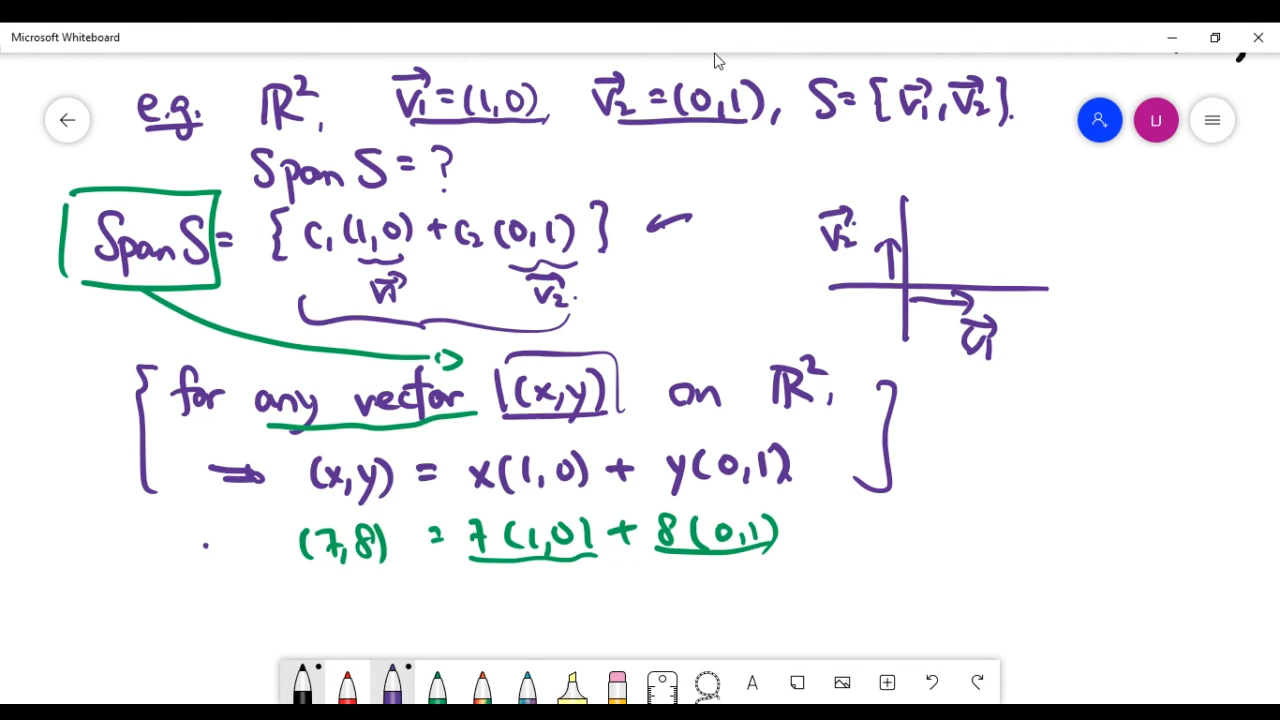 Microsoft Whiteboard
e.g. ℝ², v⃗1 = (1,0) v⃗2 = (0,1), S = {v⃗1, v⃗2}.
Span S = ?
Span S = { c₁(1,0) + c₂(0,1) }
v⃗1 v⃗2.
v⃗2
v⃗1
for any vector (x,y) on ℝ²,
⇒ (x,y) = x(1,0) + y(0,1)
(7,8) = 7(1,0) + 8(0,1)
LJ
A